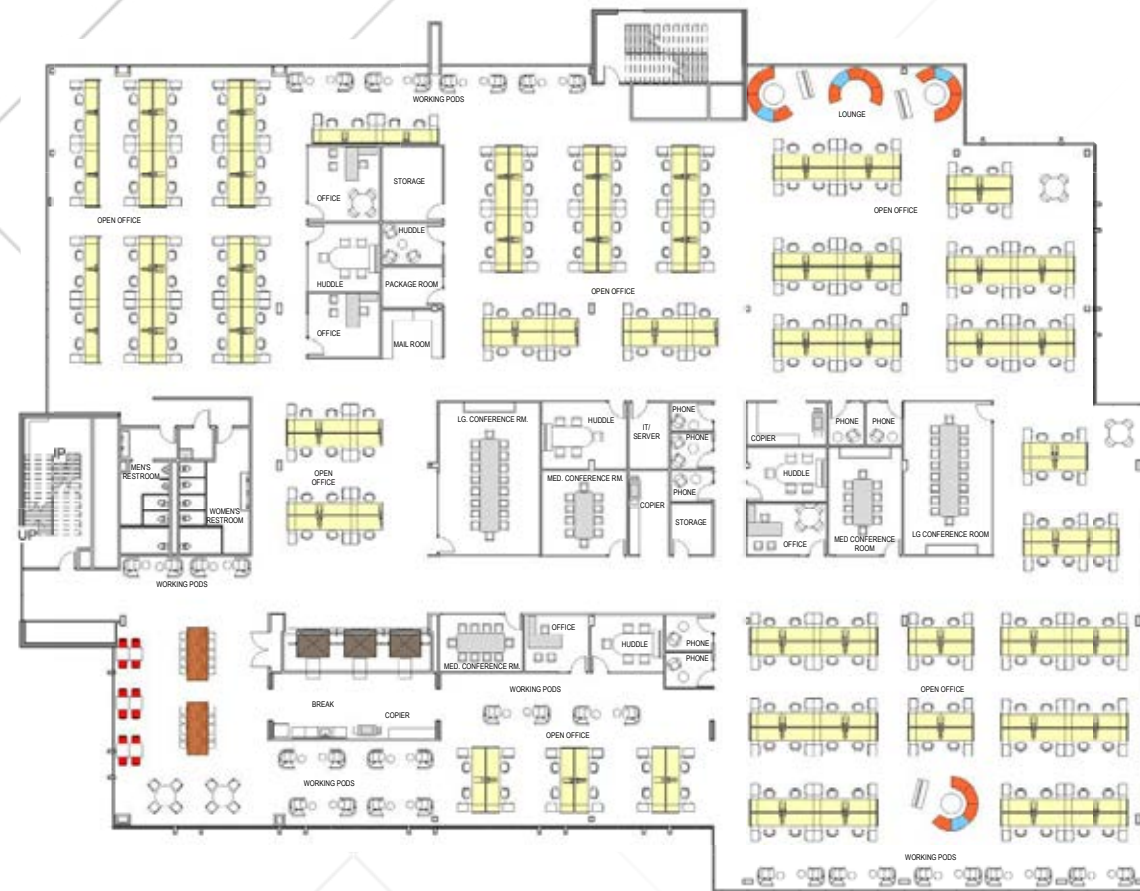 WORKING PODS
LOUNGE
OFFICE
STORAGE
OPEN OFFICE
HUDDLE
OPEN OFFICE
HUDDLE
PACKAGE ROOM
OPEN OFFICE
OFFICE
MAIL ROOM
LG. CONFERENCE RM.
HUDDLE
IT/
SERVER
PHONE
PHONE
PHONE
COPIER
PHONE
PHONE
UP
MEN'S
RESTROOM
WOMEN'S
RESTROOM
OPEN
OFFICE
MED. CONFERENCE RM.
COPIER
STORAGE
HUDDLE
OFFICE
MED CONFERENCE
ROOM
LG CONFERENCE ROOM
UP
WORKING PODS
MED. CONFERENCE RM.
OFFICE
HUDDLE
PHONE
PHONE
WORKING PODS
OPEN OFFICE
BREAK
COPIER
OPEN OFFICE
WORKING PODS
WORKING PODS